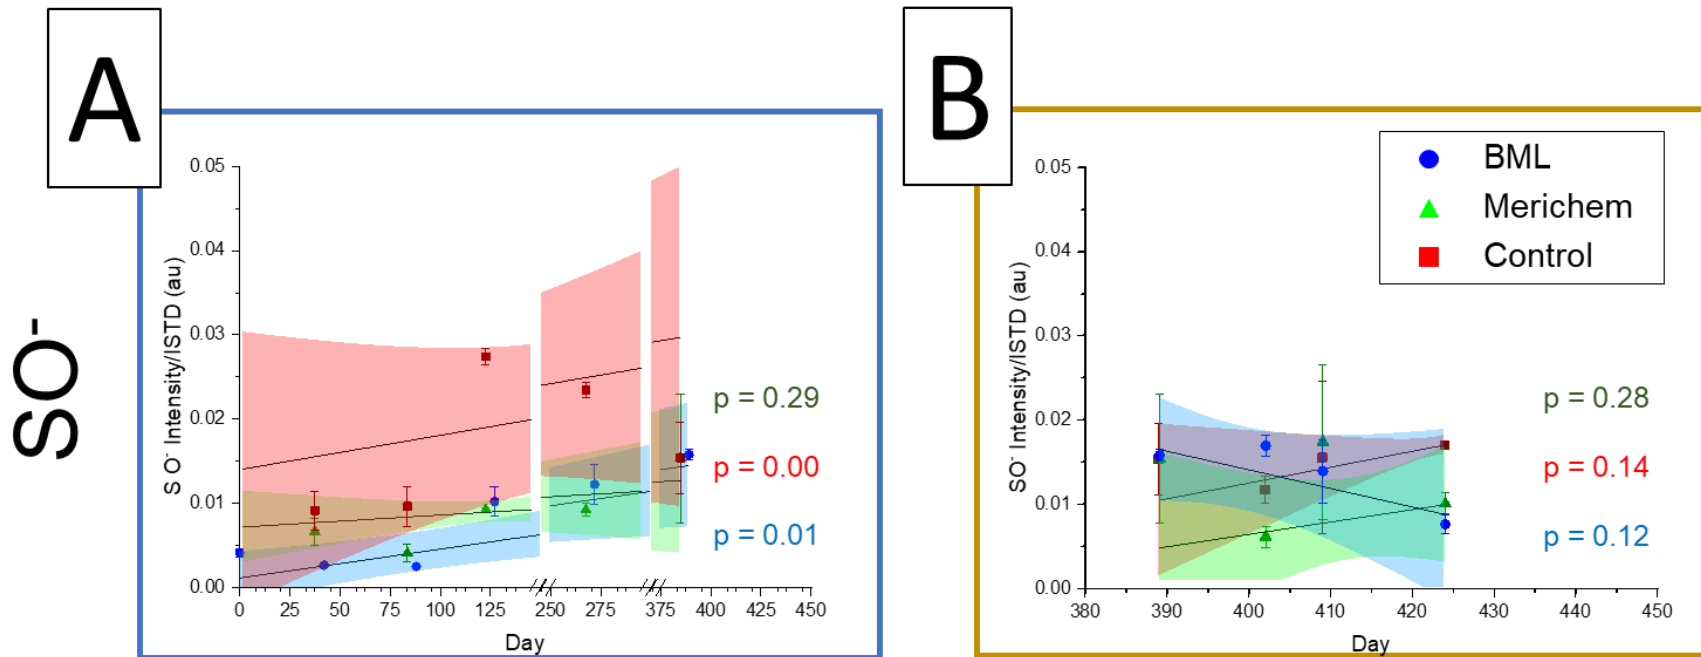 A
B
SO⁻
0.05
0.04
0.03
0.02
0.01
0.00
SO⁻ Intensity/ISTD (au)
p = 0.29
p = 0.00
p = 0.01
0 25 50 75 100 125 250 275 375 400 425 450
Day
BML
Merichem
Control
0.05
0.04
0.03
0.02
0.01
0.00
SO⁻ Intensity/ISTD (au)
p = 0.28
p = 0.14
p = 0.12
380 390 400 410 420 430 440 450
Day